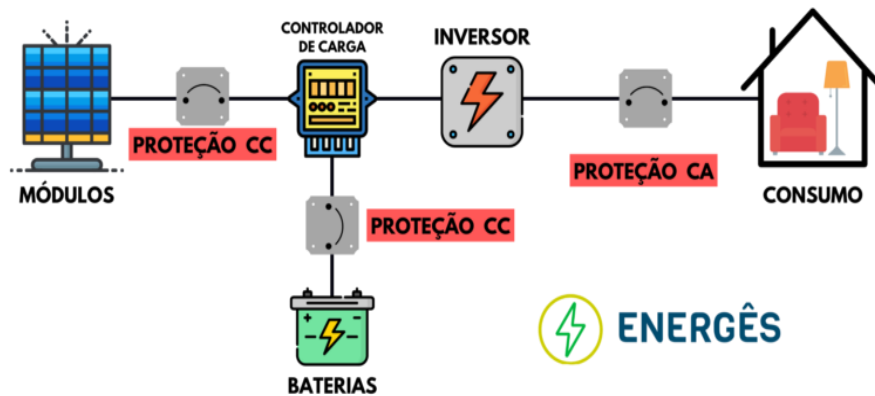 CONTROLADOR
DE CARGA
INVERSOR
PROTEÇÃO CC
PROTEÇÃO CA
MÓDULOS
CONSUMO
PROTEÇÃO CC
ENERGÊS
BATERIAS